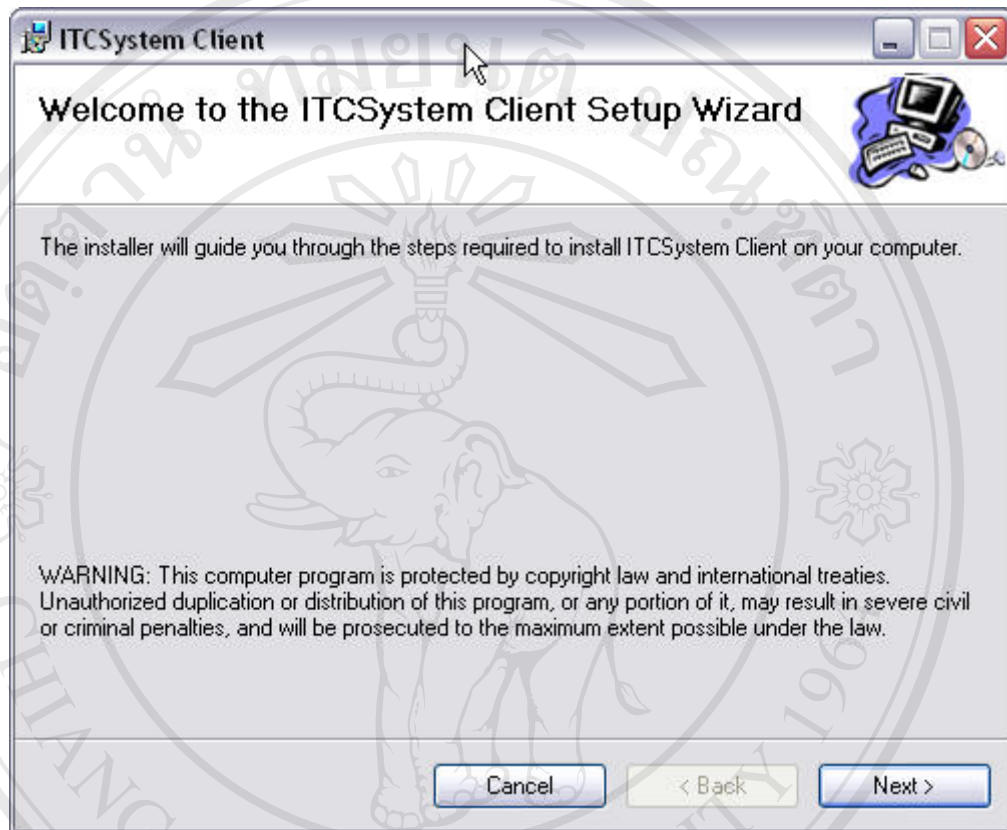 ITCSystem Client
Welcome to the ITCSystem Client Setup Wizard
The installer will guide you through the steps required to install ITCSystem Client on your computer.
WARNING: This computer program is protected by copyright law and international treaties.
Unauthorized duplication or distribution of this program, or any portion of it, may result in severe civil
or criminal penalties, and will be prosecuted to the maximum extent possible under the law.
Cancel
< Back
Next >